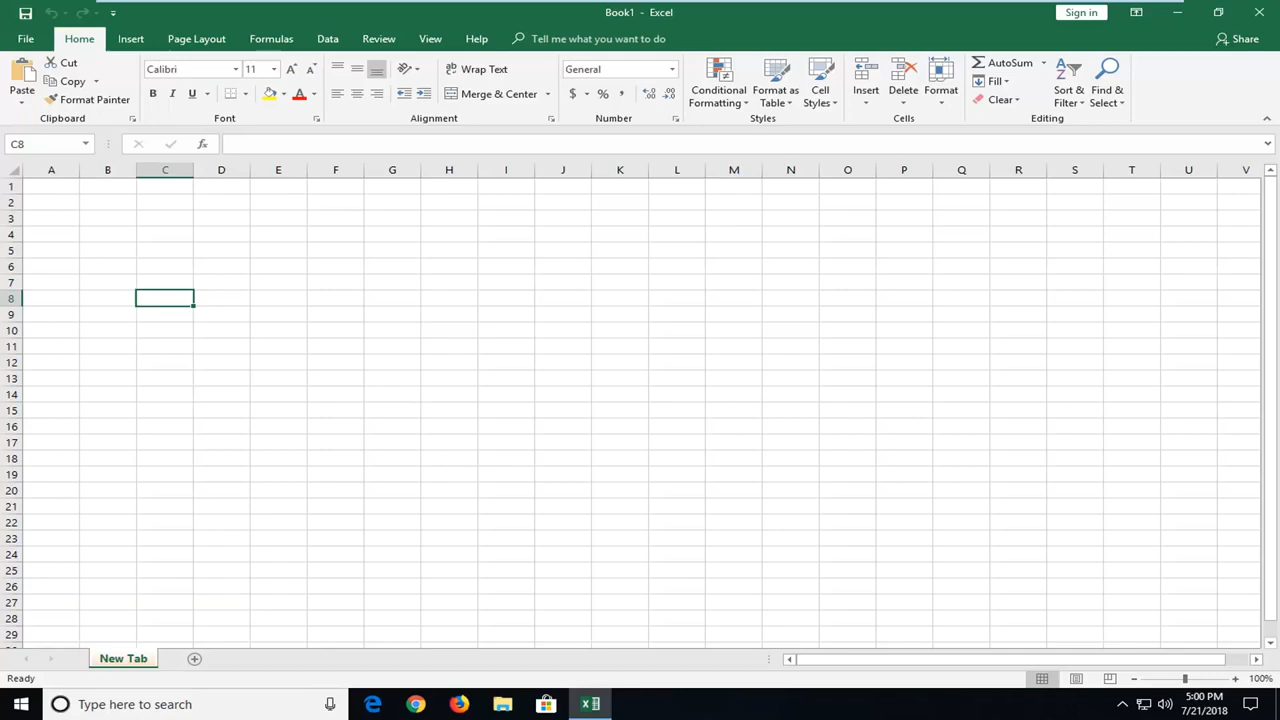 Book1 - Excel
Sign in
File Home Insert Page Layout Formulas Data Review View Help Tell me what you want to do Share
Paste
Cut
Copy
Format Painter
Clipboard
Calibri 11
B I U A
Font
Wrap Text
Merge & Center
Alignment
General
$ % ,
Number
Conditional Formatting
Format as Table
Cell Styles
Styles
Insert
Delete
Format
Cells
AutoSum
Fill
Clear
Sort & Filter
Find & Select
Editing
C8 fx
A B C D E F G H I J K L M N O P Q R S T U V
1
2
3
4
5
6
7
8
9
10
11
12
13
14
15
16
17
18
19
20
21
22
23
24
25
26
27
28
29
New Tab
Ready
100%
Type here to search
5:00 PM
7/21/2018